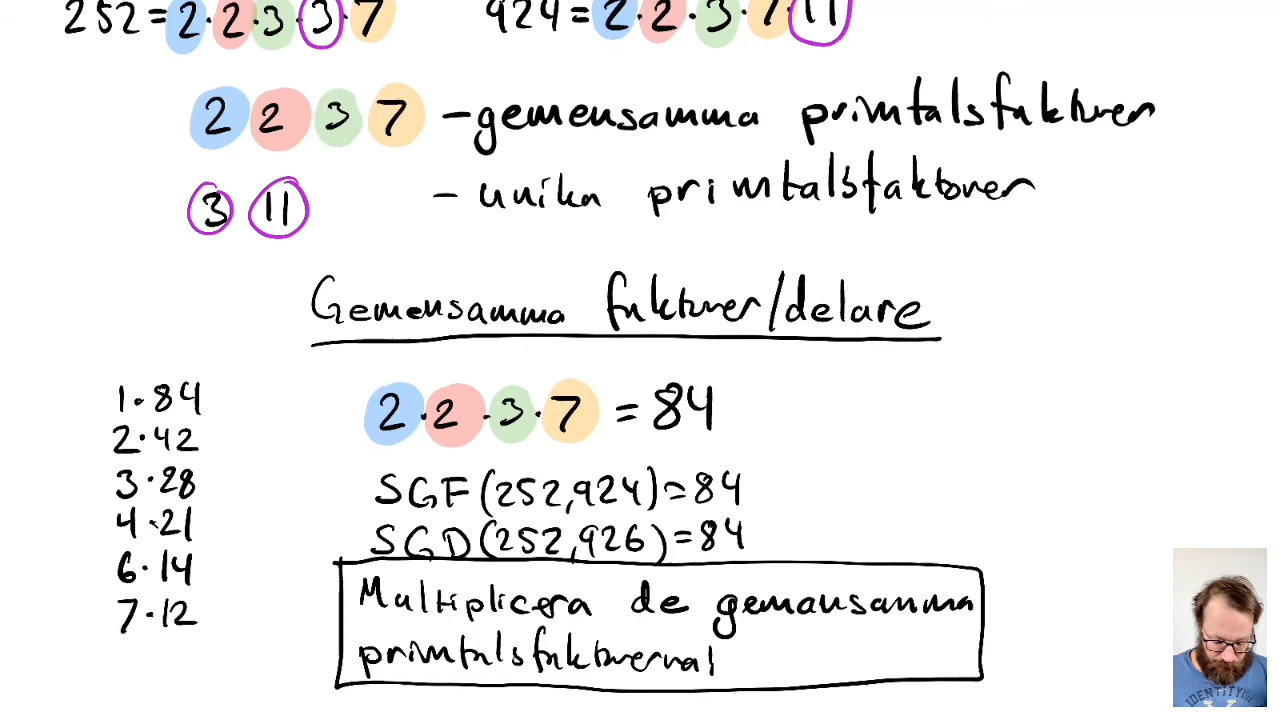 252=2·2·3·3·7
924=2·2·3·7·11
2 2 3 7 -gemensamma primtalsfaktorer
3 11 - unika primtalsfaktorer
Gemensamma faktorer/delare
1·84
2·42
3·28
4·21
6·14
7·12
2·2·3·7=84
SGF(252,924)=84
SGD(252,926)=84
Multiplicera de gemansamma
primtalsfaktorerna!
IDENTITY